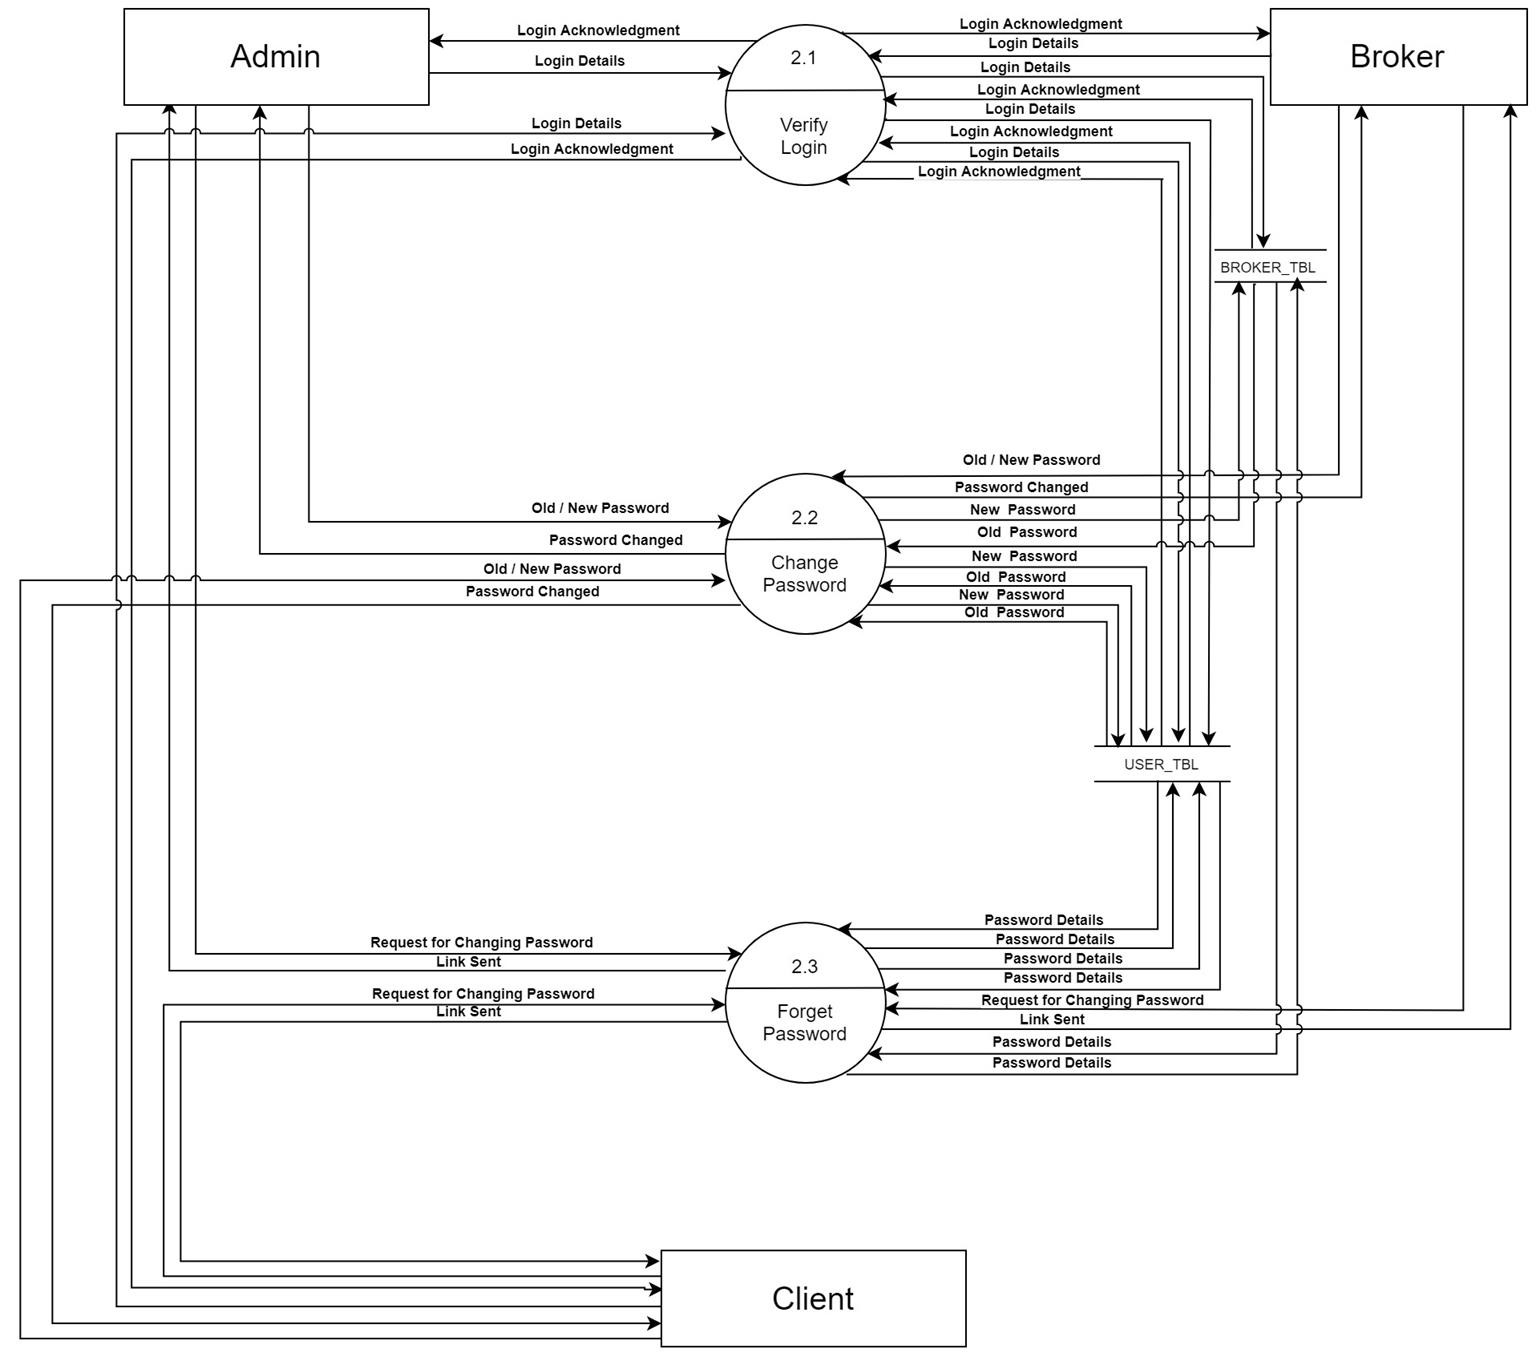 Admin
Login Acknowledgment
Login Details
2.1
Verify
Login
Login Acknowledgment
Login Details
Broker
Login Details
Login Acknowledgment
Login Details
Login Acknowledgment
Login Details
Login Acknowledgment
Login Details
Login Acknowledgment
BROKER_TBL
Old / New Password
Password Changed
New Password
Old Password
New Password
Old Password
New Password
Old Password
2.2
Change
Password
Old / New Password
Password Changed
Old / New Password
Password Changed
USER_TBL
Password Details
Password Details
Password Details
Password Details
Request for Changing Password
Link Sent
Password Details
Password Details
2.3
Forget
Password
Request for Changing Password
Link Sent
Request for Changing Password
Link Sent
Client